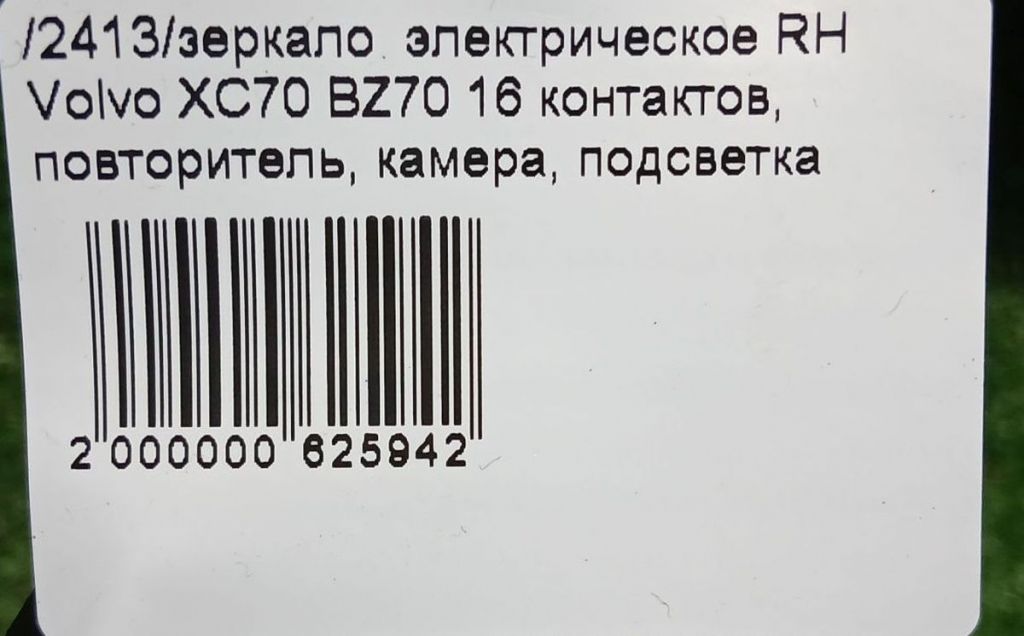 /2413/зеркало электрическое RH
Volvo XC70 BZ70 16 контактов,
повторитель, камера, подсветка
2 000000 625942